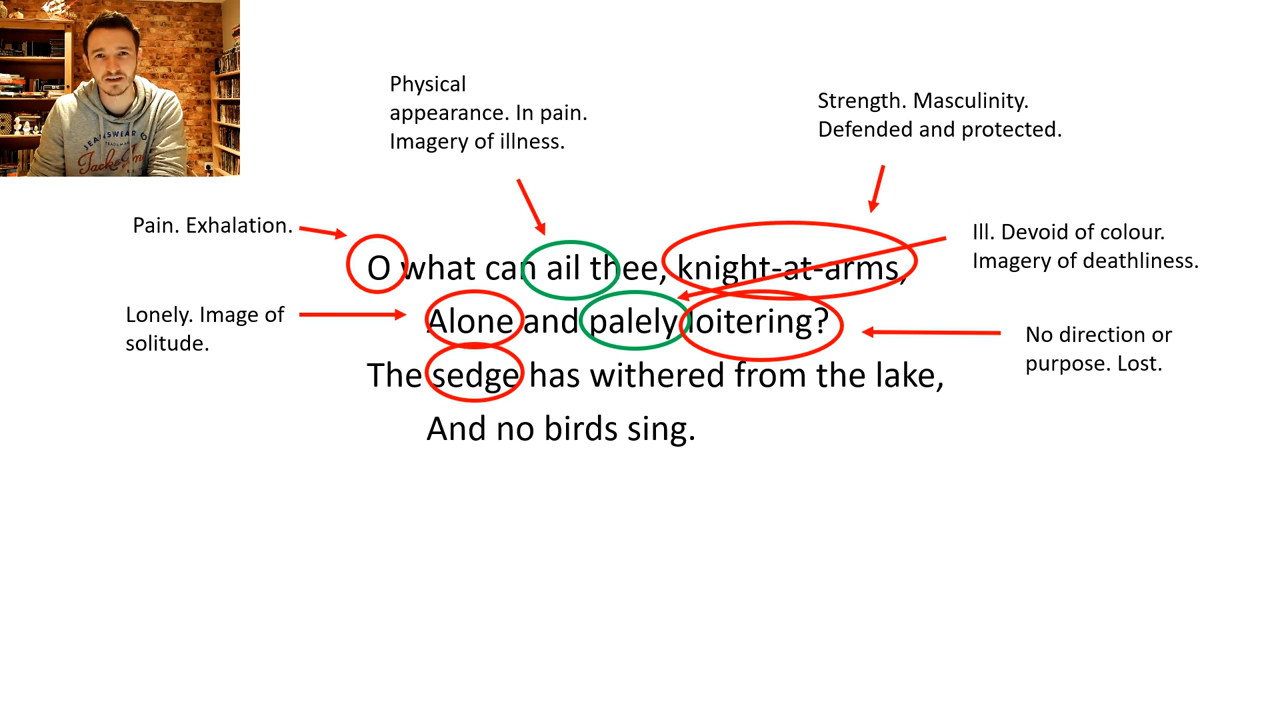 JEANSWEAR
Physical
appearance. In pain.
Imagery of illness.
Strength. Masculinity.
Defended and protected.
Pain. Exhalation.
Ill. Devoid of colour.
Imagery of deathliness.
O what can ail thee, knight-at-arms,
Alone and palely loitering?
The sedge has withered from the lake,
And no birds sing.
Lonely. Image of
solitude.
No direction or
purpose. Lost.